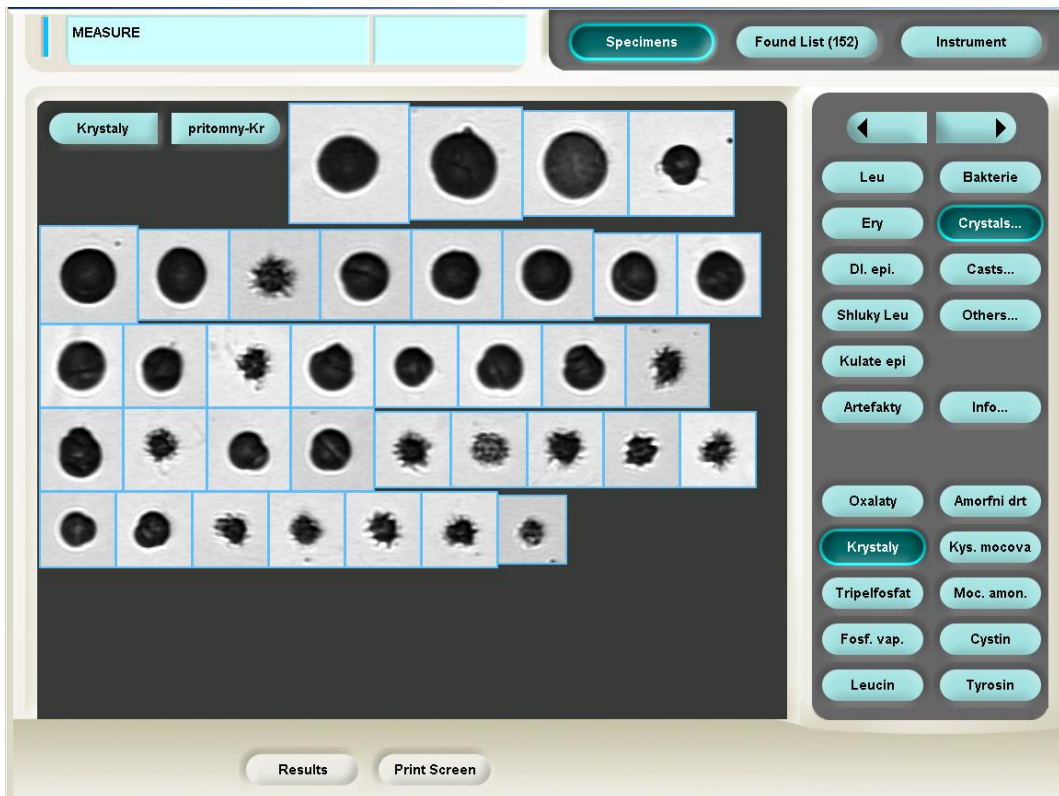 MEASURE
Specimens
Found List (152)
Instrument
Krystaly
pritomny-Kr
Leu
Bakterie
Ery
Crystals...
Dl. epi.
Casts...
Shluky Leu
Others...
Kulate epi
Artefakty
Info...
Oxalaty
Amorfni drt
Krystaly
Kys. mocova
Tripelfosfat
Moc. amon.
Fosf. vap.
Cystin
Leucin
Tyrosin
Results
Print Screen